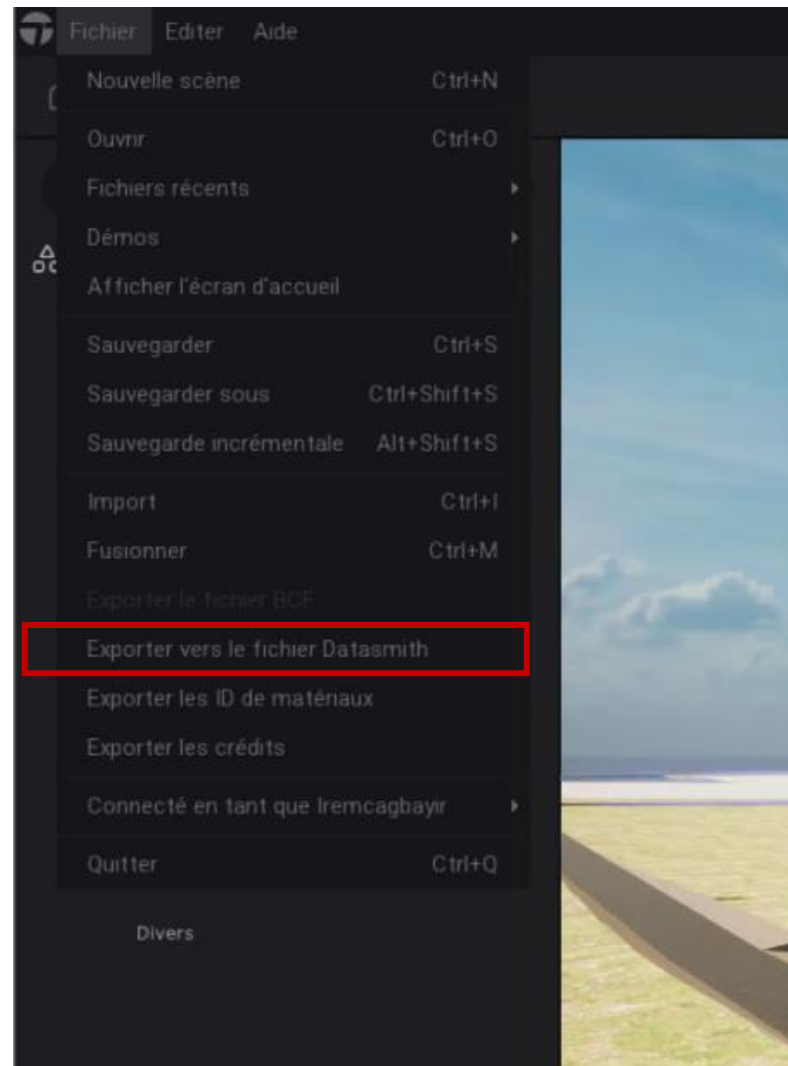 Fichier Editer Aide
Nouvelle scène Ctrl+N
Ouvrir Ctrl+O
Fichiers récents
Démos
Afficher l'écran d'accueil
Sauvegarder Ctrl+S
Sauvegarder sous Ctrl+Shift+S
Sauvegarde incrémentale Alt+Shift+S
Import Ctrl+I
Fusionner Ctrl+M
Exporter le fichier BCF
Exporter vers le fichier Datasmith
Exporter les ID de matériaux
Exporter les crédits
Connecté en tant que Iremcagbayır
Quitter Ctrl+Q
Divers